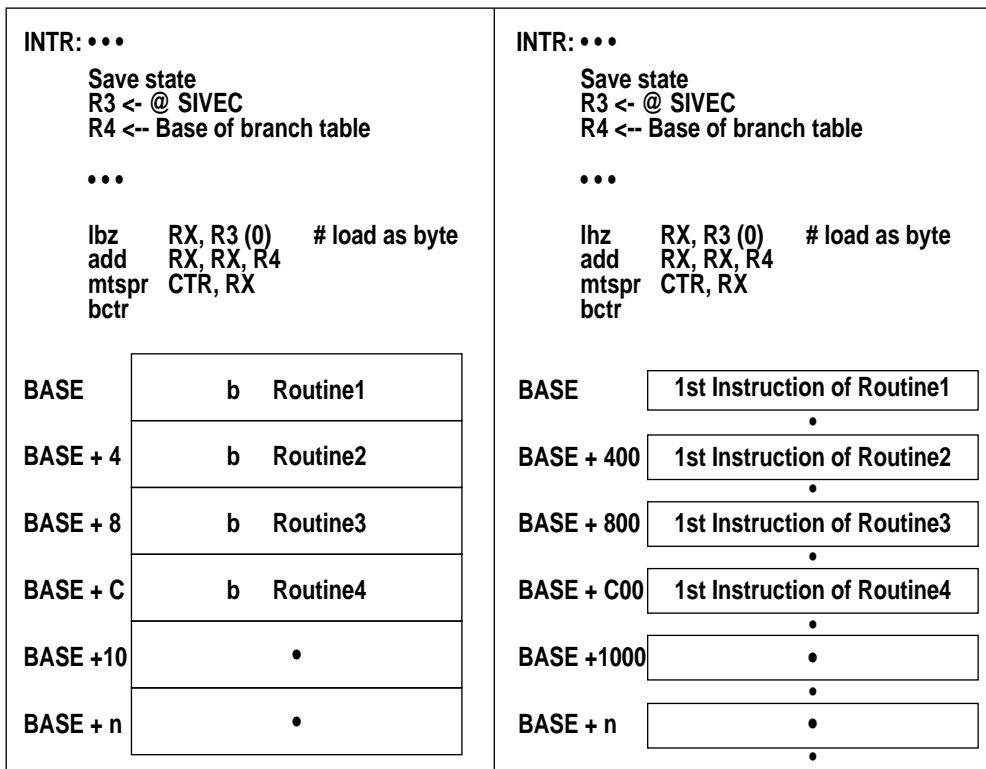 INTR: • • •
Save state
R3 <- @ SIVEC
R4 <-- Base of branch table
• • •
lbz RX, R3 (0) # load as byte
add RX, RX, R4
mtspr CTR, RX
bctr
BASE b Routine1
BASE + 4 b Routine2
BASE + 8 b Routine3
BASE + C b Routine4
BASE +10 •
BASE + n •
INTR: • • •
Save state
R3 <- @ SIVEC
R4 <-- Base of branch table
• • •
lhz RX, R3 (0) # load as byte
add RX, RX, R4
mtspr CTR, RX
bctr
BASE 1st Instruction of Routine1
•
BASE + 400 1st Instruction of Routine2
•
BASE + 800 1st Instruction of Routine3
•
BASE + C00 1st Instruction of Routine4
•
BASE +1000 •
•
BASE + n •
•